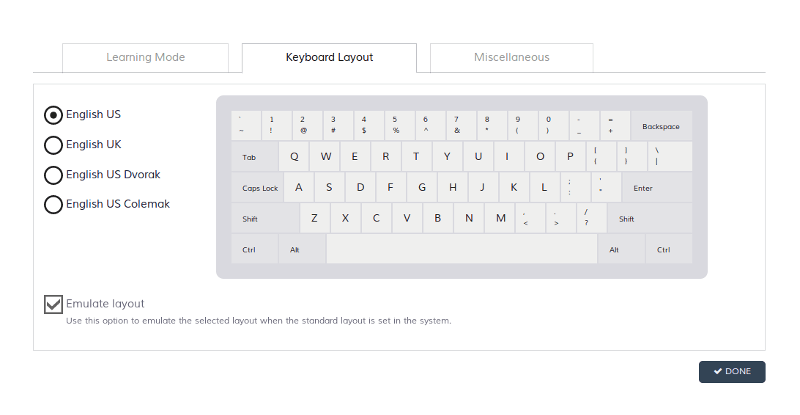 Learning Mode
Keyboard Layout
Miscellaneous
English US
English UK
English US Dvorak
English US Colemak
` 1 2 3 4 5 6 7 8 9 0 - = Backspace
~ ! @ # $ % ^ & * ( ) _ +
Tab Q W E R T Y U I O P [ ] \
{ } |
Caps Lock A S D F G H J K L ; ' Enter
: "
Shift Z X C V B N M , . / Shift
< > ?
Ctrl Alt Alt Ctrl
Emulate layout
Use this option to emulate the selected layout when the standard layout is set in the system.
DONE